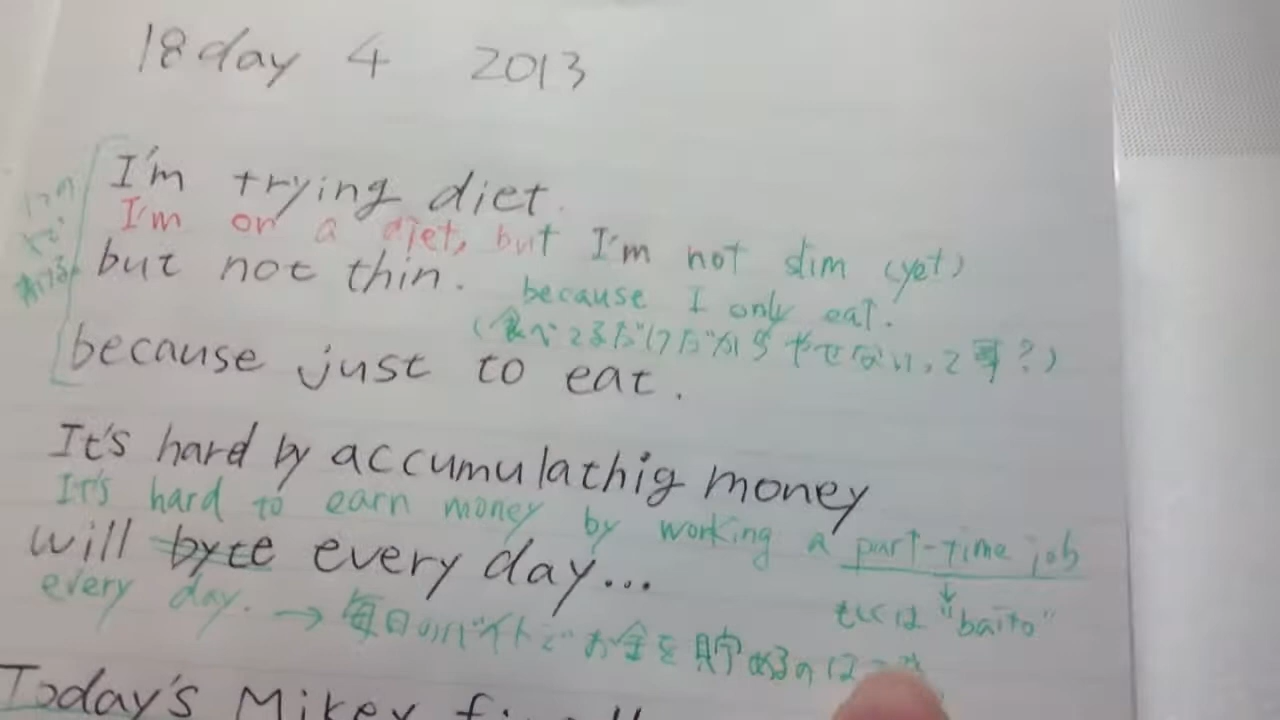 18day 4 2013
I'm trying diet.
I'm on a diet, but I'm not slim (yet)
but not thin.
because I only eat.
(食べてるだけだからやせない、って事?)
because just to eat.
It's hard by accumulathig money
It's hard to earn money by working a part-time job
will byte every day...
every day. → 毎日のバイトでお金を貯めるのは
もしくは "baito"
Today's Mikey